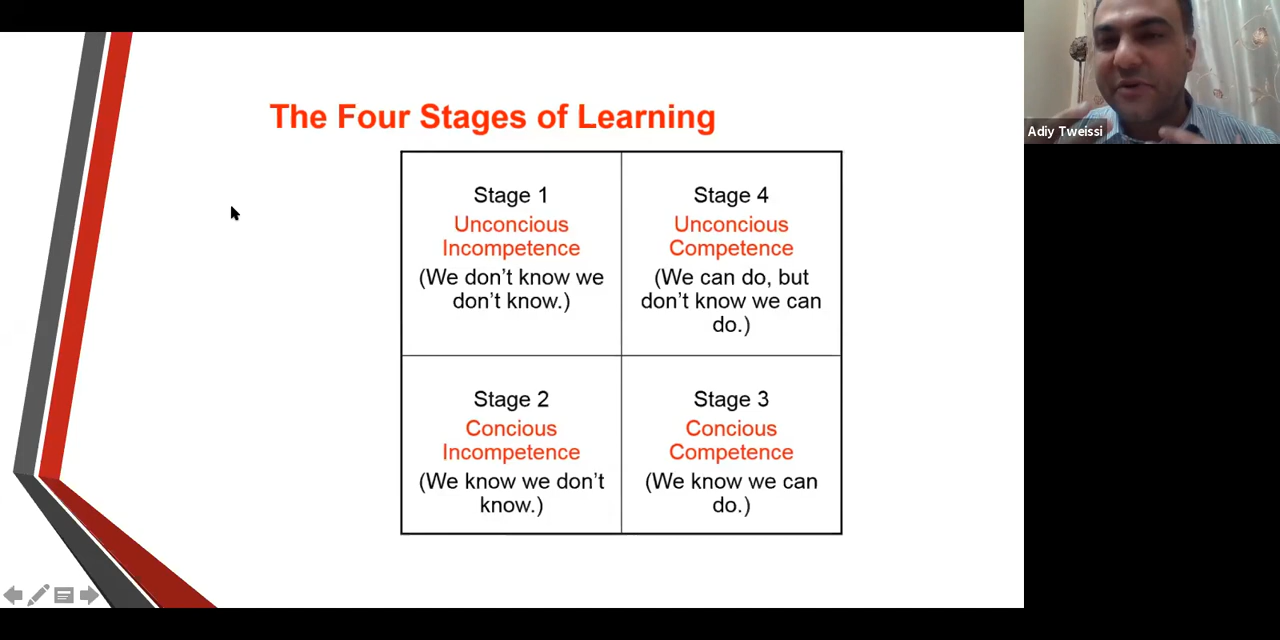 The Four Stages of Learning
Stage 1
Unconcious
Incompetence
(We don't know we
don't know.)
Stage 4
Unconcious
Competence
(We can do, but
don't know we can
do.)
Stage 2
Concious
Incompetence
(We know we don't
know.)
Stage 3
Concious
Competence
(We know we can
do.)
Adiy Tweissi